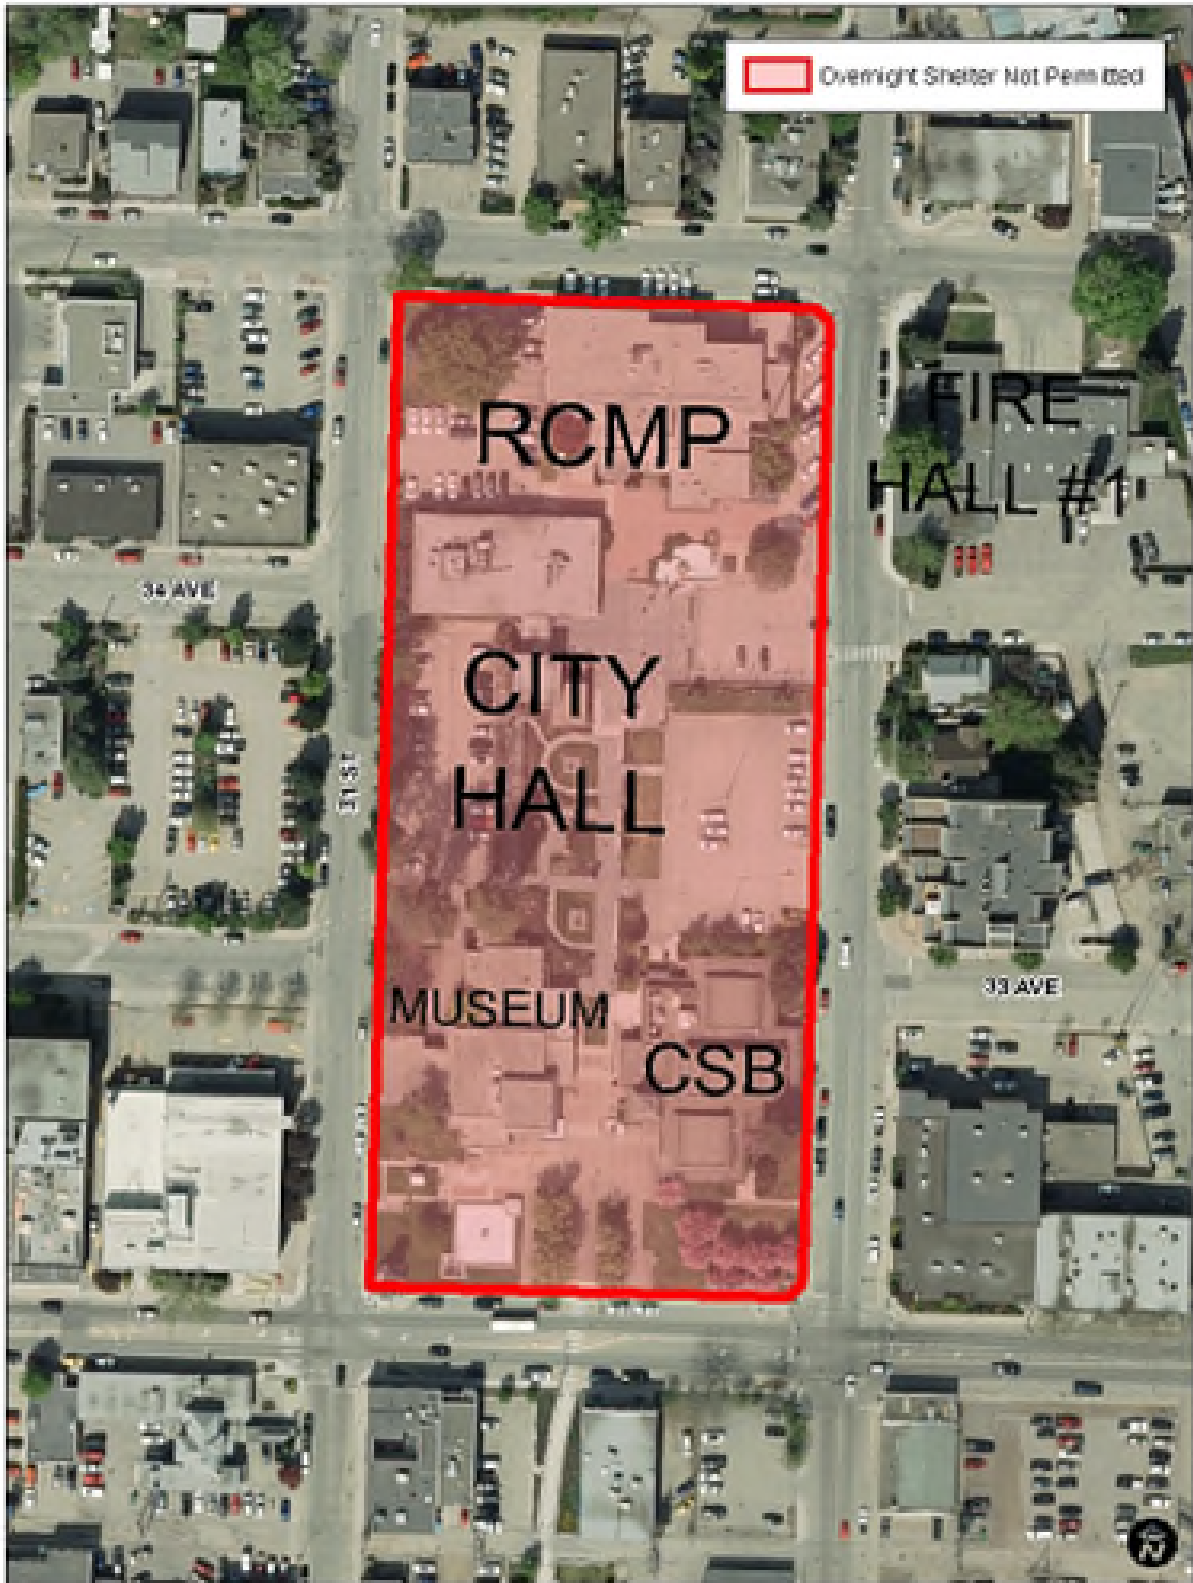 Overnight Shelter Not Permitted
RCMP
FIRE
HALL #1
34 AVE
CITY
HALL
31 ST
33 AVE
MUSEUM
CSB